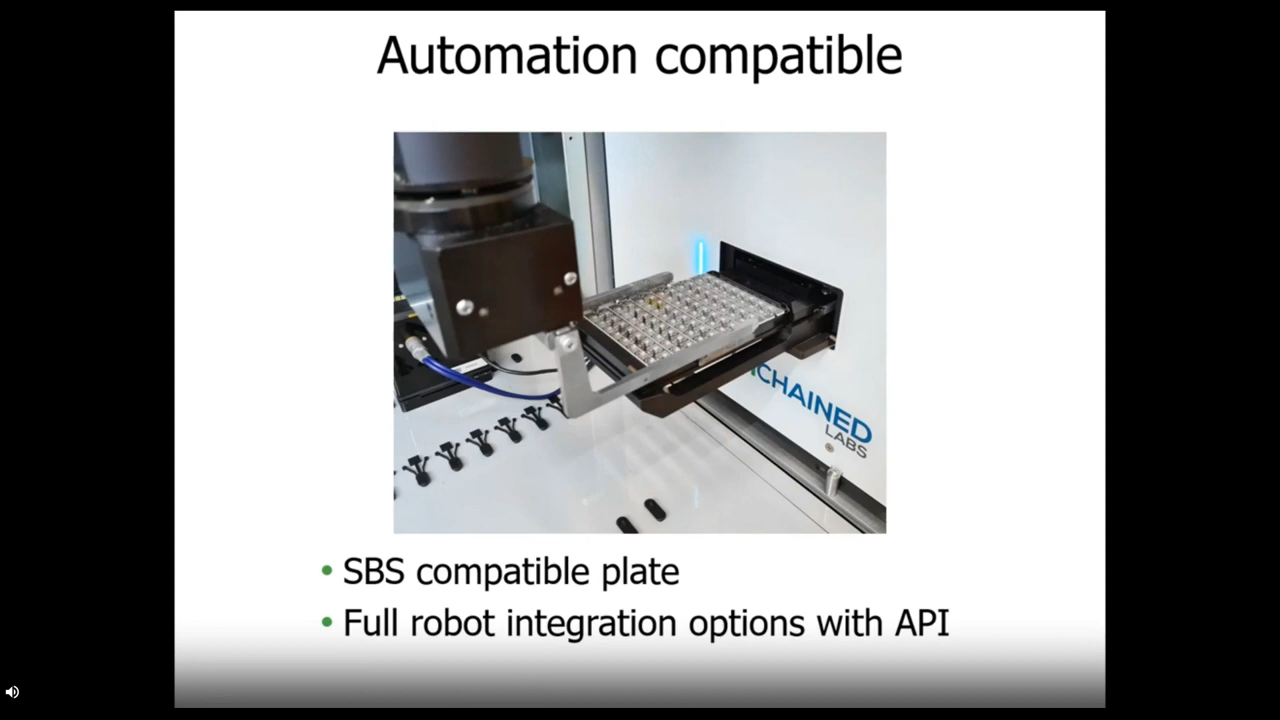 Automation compatible
CHAINED
LABS
• SBS compatible plate
• Full robot integration options with API